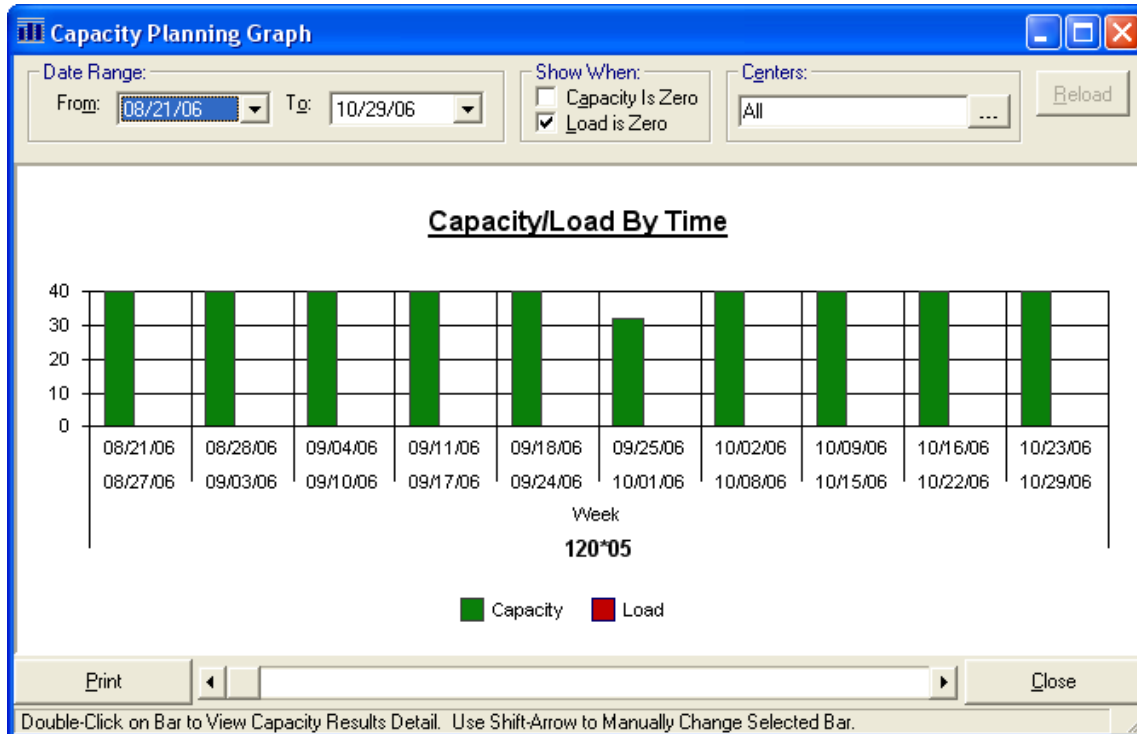 Capacity Planning Graph
Date Range:
From: 08/21/06 To: 10/29/06
Show When:
Capacity Is Zero
Load is Zero
Centers:
All ...
Reload
Capacity/Load By Time
40
30
20
10
0
08/21/06 08/28/06 09/04/06 09/11/06 09/18/06 09/25/06 10/02/06 10/09/06 10/16/06 10/23/06
08/27/06 09/03/06 09/10/06 09/17/06 09/24/06 10/01/06 10/08/06 10/15/06 10/22/06 10/29/06
Week
120*05
Capacity Load
Print Close
Double-Click on Bar to View Capacity Results Detail. Use Shift-Arrow to Manually Change Selected Bar.